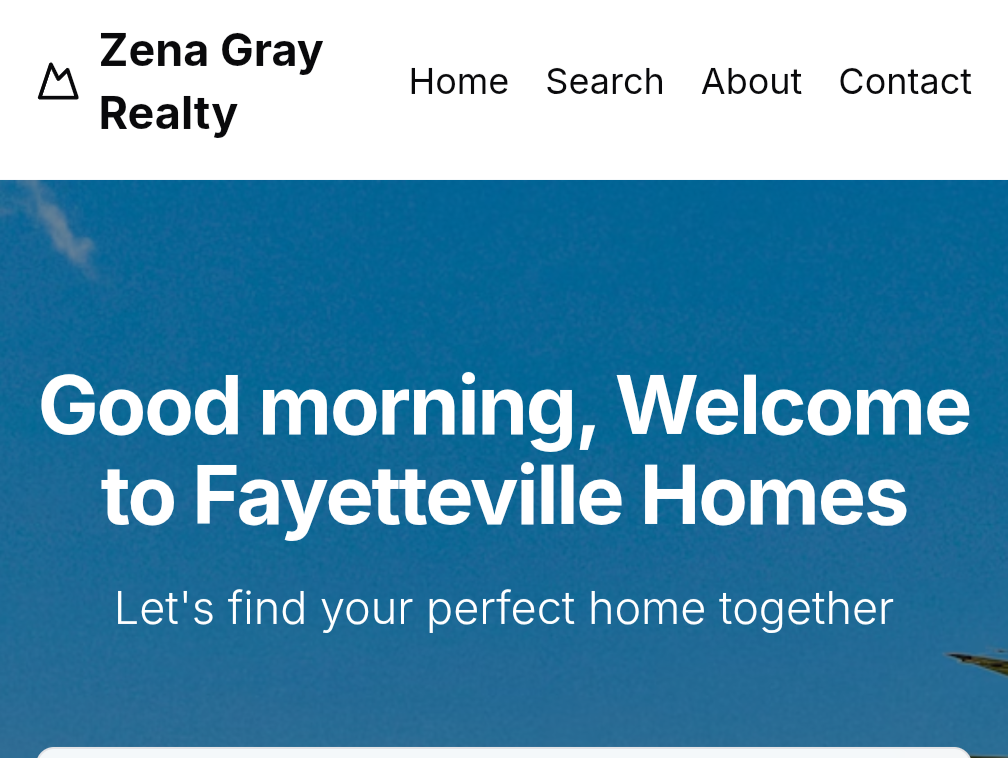 Zena Gray
Realty
Home Search About Contact
Good morning, Welcome
to Fayetteville Homes
Let's find your perfect home together